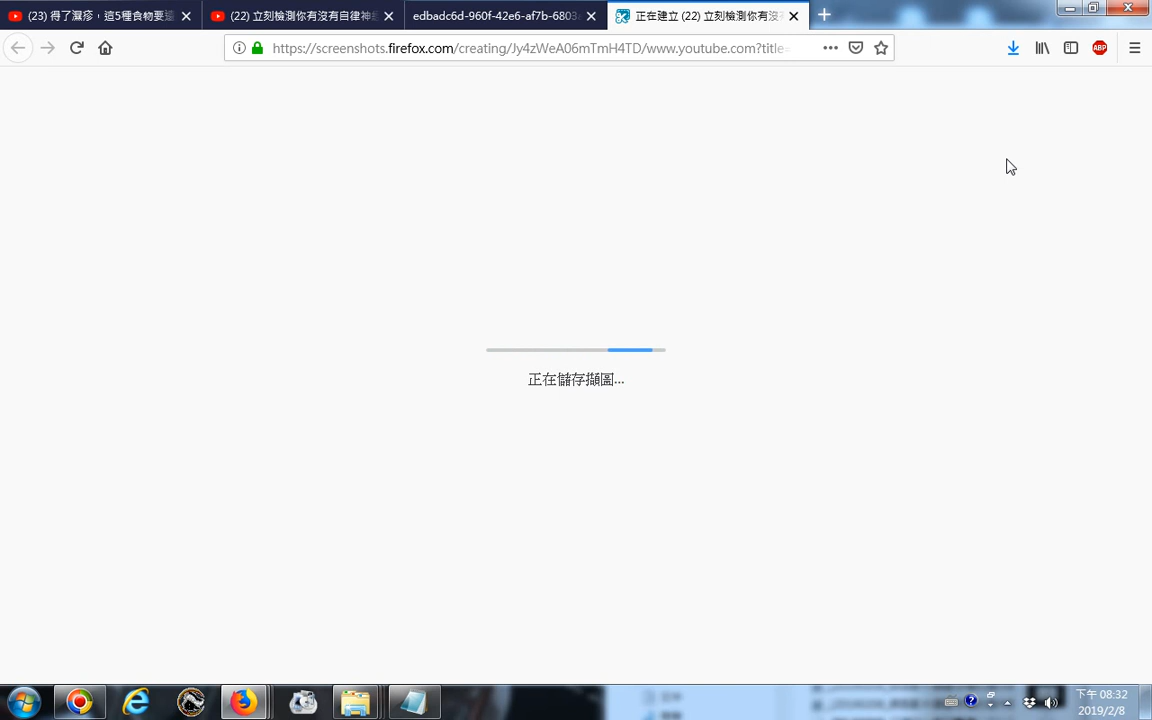 (23) 得了濕疹，這5種食物要
(22) 立刻檢測你有沒有自律神
edbadc6d-960f-42e6-af7b-6803
正在建立 (22) 立刻檢測你有沒
https://screenshots.firefox.com/creating/Jy4zWeA06mTmH4TD/www.youtube.com?title=
ABP
正在儲存擷圖...
下午 08:32
2019/2/8